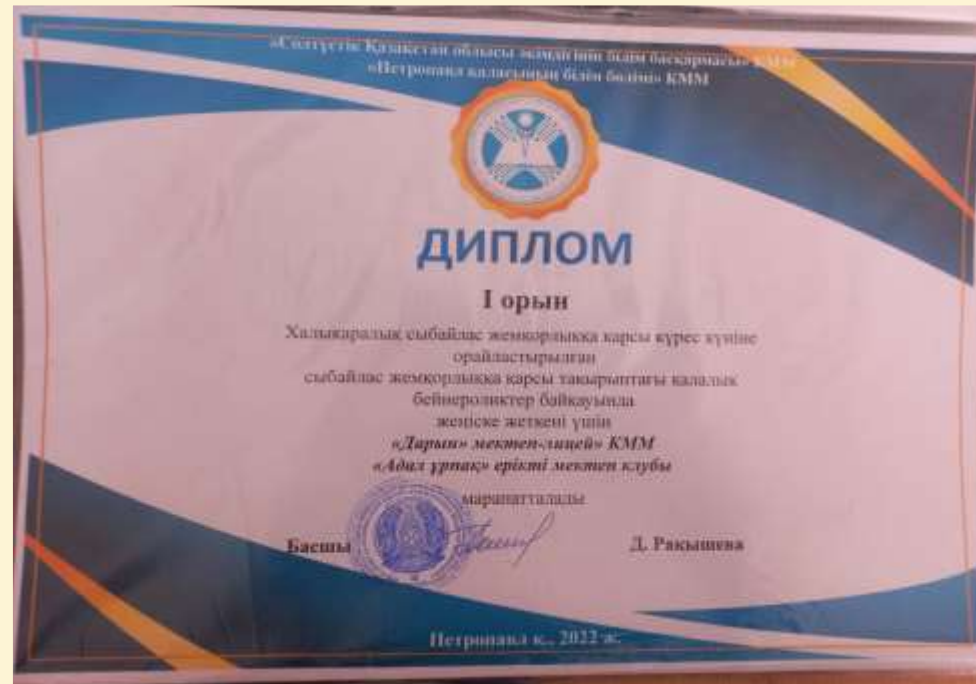 «Солтүстік Қазақстан облысы әкімдігінің білім басқармасы» КММ
«Петропавл қаласының білім бөлімі» КММ
ДИПЛОМ
I орын
Халықаралық сыбайлас жемқорлыққа қарсы күрес күніне
орайластырылған
сыбайлас жемқорлыққа қарсы тақырыптағы қалалық
бейнероликтер байқауында
жеңіске жеткені үшін
«Дарын» мектеп-лицей» КММ
«Адал ұрпақ» ерікті мектеп клубы
марапатталады
Басшы
Д. Ракышева
Петропавл қ., 2022 ж.